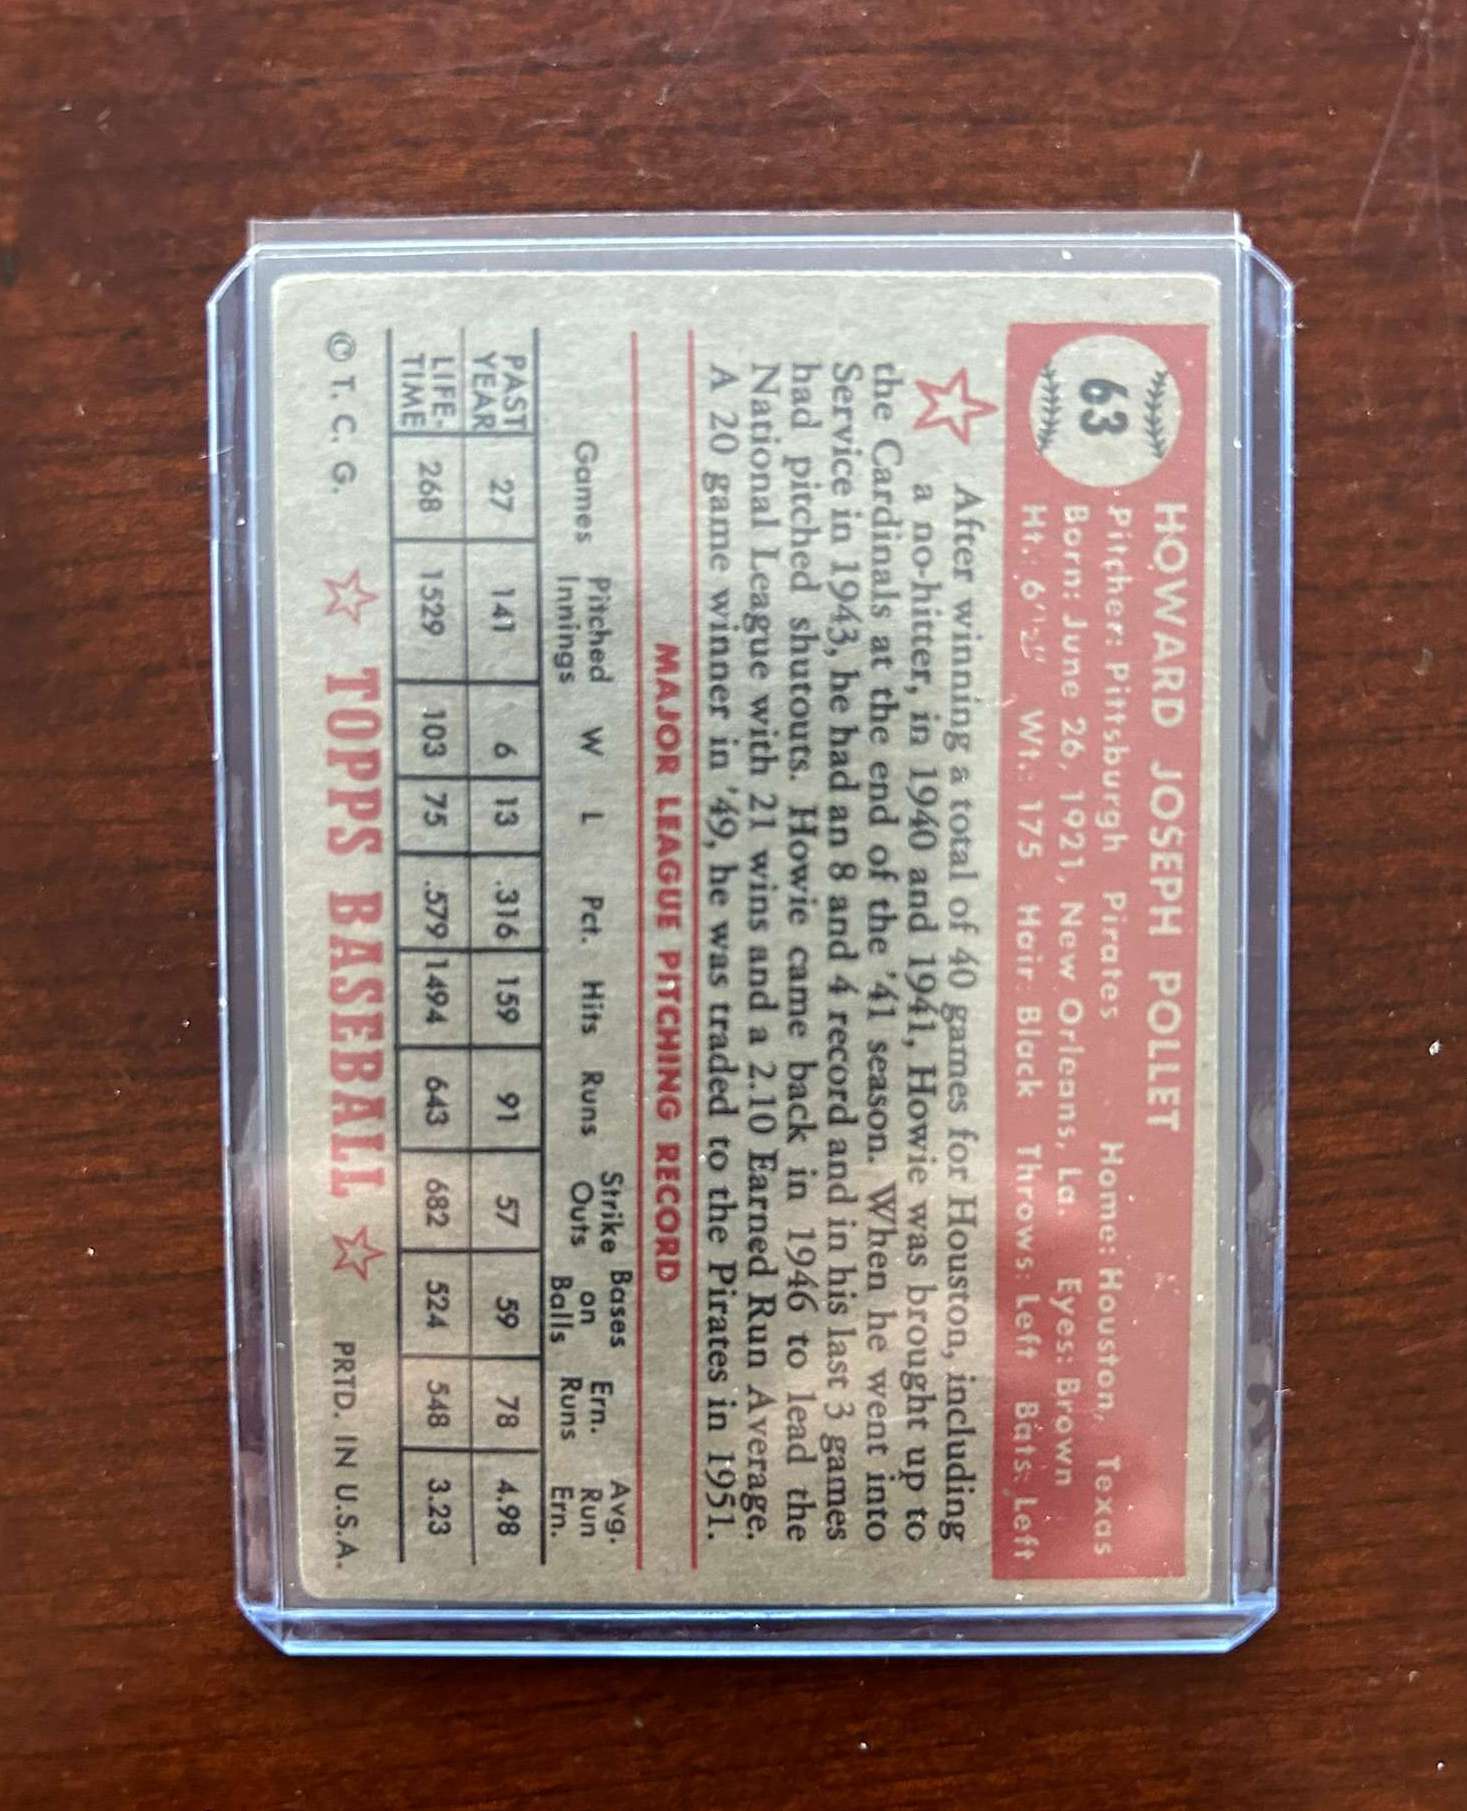 63
HOWARD JOSEPH POLLET
Pitcher: Pittsburgh Pirates Home: Houston, Texas
Born: June 26, 1921, New Orleans, La. Eyes: Brown
Ht.: 6'1½" Wt.: 175 Hair: Black Throws: Left Bats: Left
After winning a total of 40 games for Houston, including
a no-hitter, in 1940 and 1941, Howie was brought up to
the Cardinals at the end of the '41 season. When he went into
Service in 1943, he had an 8 and 4 record and in his last 3 games
had pitched shutouts. Howie came back in 1946 to lead the
National League with 21 wins and a 2.10 Earned Run Average.
A 20 game winner in '49, he was traded to the Pirates in 1951.
MAJOR LEAGUE PITCHING RECORD
Games Pitched Innings W L Pct. Hits Runs Strike Outs Bases on Balls Ern. Runs Avg. Run Ern.
PAST YEAR 27 141 6 13 .316 159 91 57 59 78 4.98
LIFE-TIME 268 1529 103 75 .579 1494 643 682 524 548 3.23
© T. C. G. TOPPS BASEBALL PRTD. IN U.S.A.